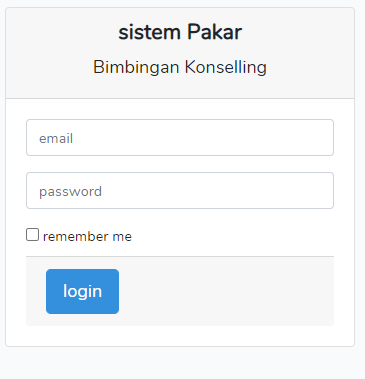 sistem Pakar
Bimbingan Konselling
email
password
remember me
login